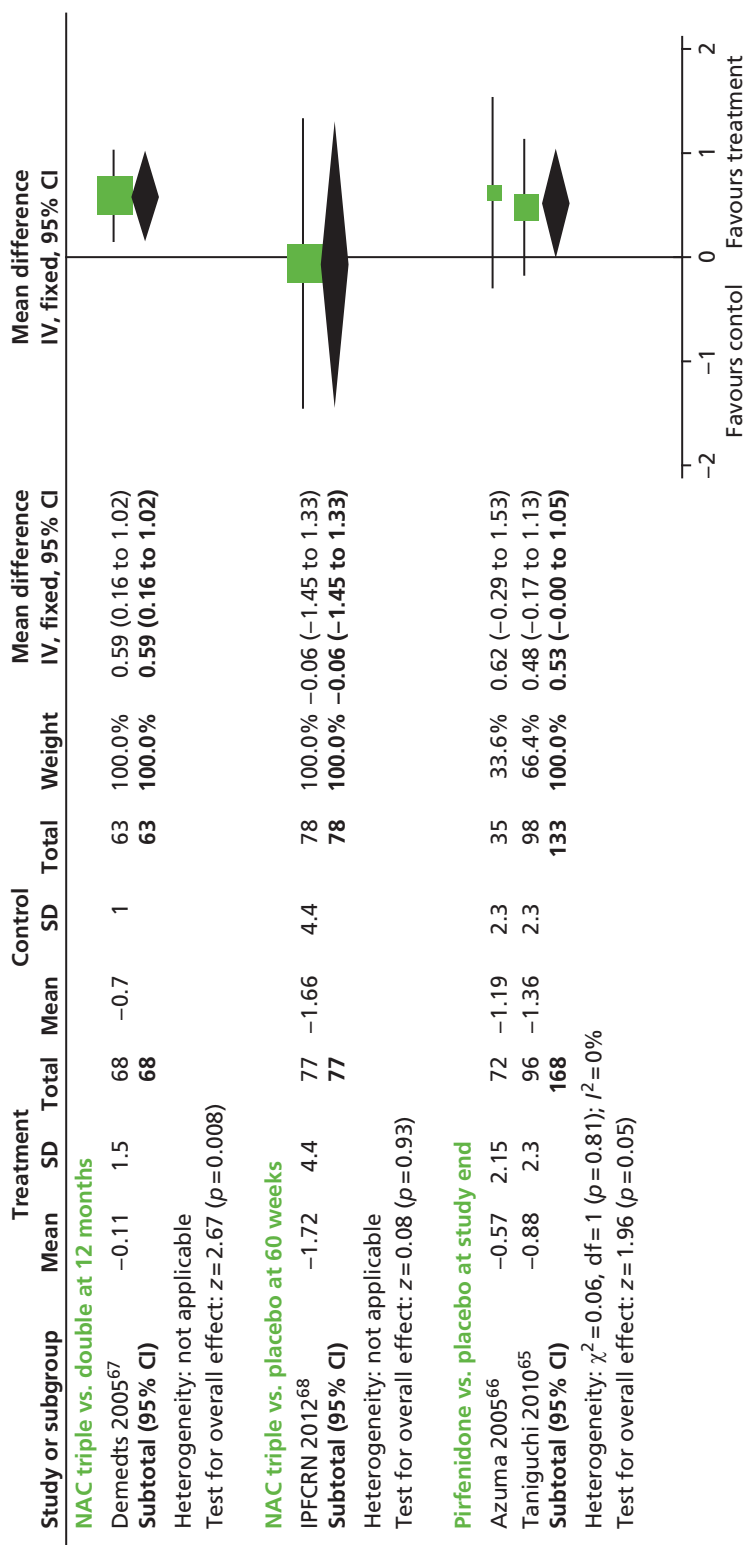 Treatment Control Mean difference Mean difference
Study or subgroup Mean SD Total Mean SD Total Weight IV, fixed, 95% CI IV, fixed, 95% CI
NAC triple vs. double at 12 months
Demedts 2005⁶⁷ −0.11 1.5 68 −0.7 1 63 100.0% 0.59 (0.16 to 1.02)
Subtotal (95% CI) 68 63 100.0% 0.59 (0.16 to 1.02)
Heterogeneity: not applicable
Test for overall effect: z=2.67 (p=0.008)
NAC triple vs. placebo at 60 weeks
IPFCRN 2012⁶⁸ −1.72 4.4 77 −1.66 4.4 78 100.0% −0.06 (−1.45 to 1.33)
Subtotal (95% CI) 77 78 100.0% −0.06 (−1.45 to 1.33)
Heterogeneity: not applicable
Test for overall effect: z=0.08 (p=0.93)
Pirfenidone vs. placebo at study end
Azuma 2005⁶⁶ −0.57 2.15 72 −1.19 2.3 35 33.6% 0.62 (−0.29 to 1.53)
Taniguchi 2010⁶⁵ −0.88 2.3 96 −1.36 2.3 98 66.4% 0.48 (−0.17 to 1.13)
Subtotal (95% CI) 168 133 100.0% 0.53 (−0.00 to 1.05)
Heterogeneity: χ²=0.06, df=1 (p=0.81); I²=0%
Test for overall effect: z=1.96 (p=0.05)
−2 −1 0 1 2
Favours contol Favours treatment